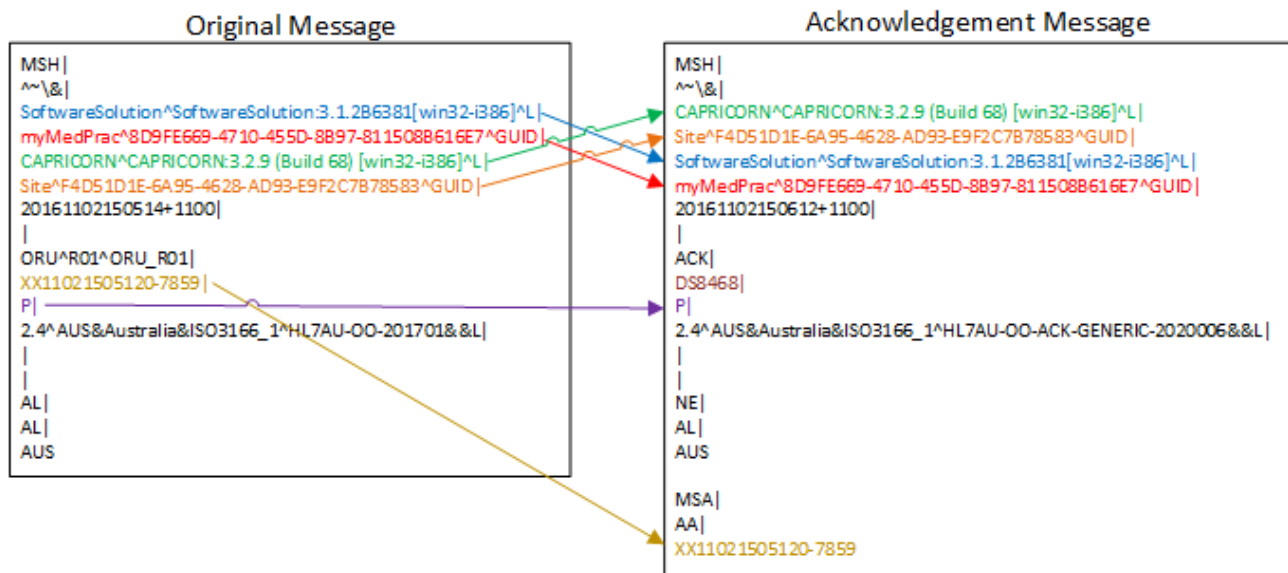 Original Message
MSH|
^~\&|
SoftwareSolution^SoftwareSolution:3.1.2B6381[win32-i386]^L|
myMedPrac^8D9FE669-4710-455D-8B97-811508B616E7^GUID|
CAPRICORN^CAPRICORN:3.2.9 (Build 68) [win32-i386]^L|
Site^F4D51D1E-6A95-4628-AD93-E9F2C7B78583^GUID|
20161102150514+1100|
|
ORU^R01^ORU_R01|
XX11021505120-7859|
P|
2.4^AUS&Australia&ISO3166_1^HL7AU-OO-201701&&L|
|
|
AL|
AL|
AUS
Acknowledgement Message
MSH|
^~\&|
CAPRICORN^CAPRICORN:3.2.9 (Build 68) [win32-i386]^L|
Site^F4D51D1E-6A95-4628-AD93-E9F2C7B78583^GUID|
SoftwareSolution^SoftwareSolution:3.1.2B6381[win32-i386]^L|
myMedPrac^8D9FE669-4710-455D-8B97-811508B616E7^GUID|
20161102150612+1100|
|
ACK|
DS8468|
P|
2.4^AUS&Australia&ISO3166_1^HL7AU-OO-ACK-GENERIC-2020006&&L|
|
|
NE|
AL|
AUS
MSA|
AA|
XX11021505120-7859